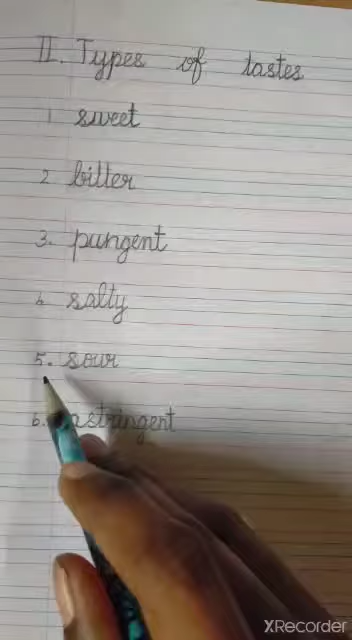 II. Types of tastes
1 sweet
2. bitter
3. pungent
4. salty
5. sour
6. astringent
XRecorder